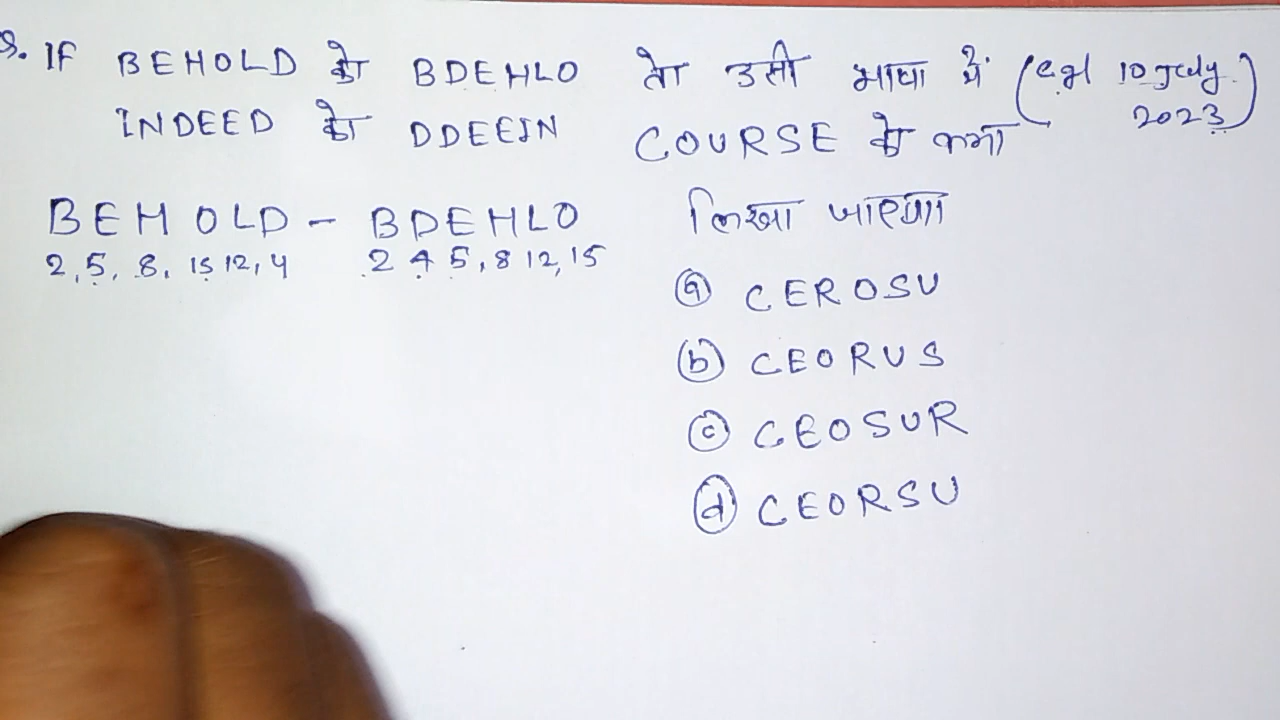 Q. IF BEHOLD को BDEHLO तो उसी भाषा में (cgl 10 July 2023)
INDEED को DDEEIN COURSE को क्या
लिखा जाएगा
BEHOLD - BDEHLO
2, 5, 8, 15 12, 4 2 4 5, 8 12, 15
(a) CEROSU
(b) CEORUS
(c) CEOSUR
(d) CEORSU